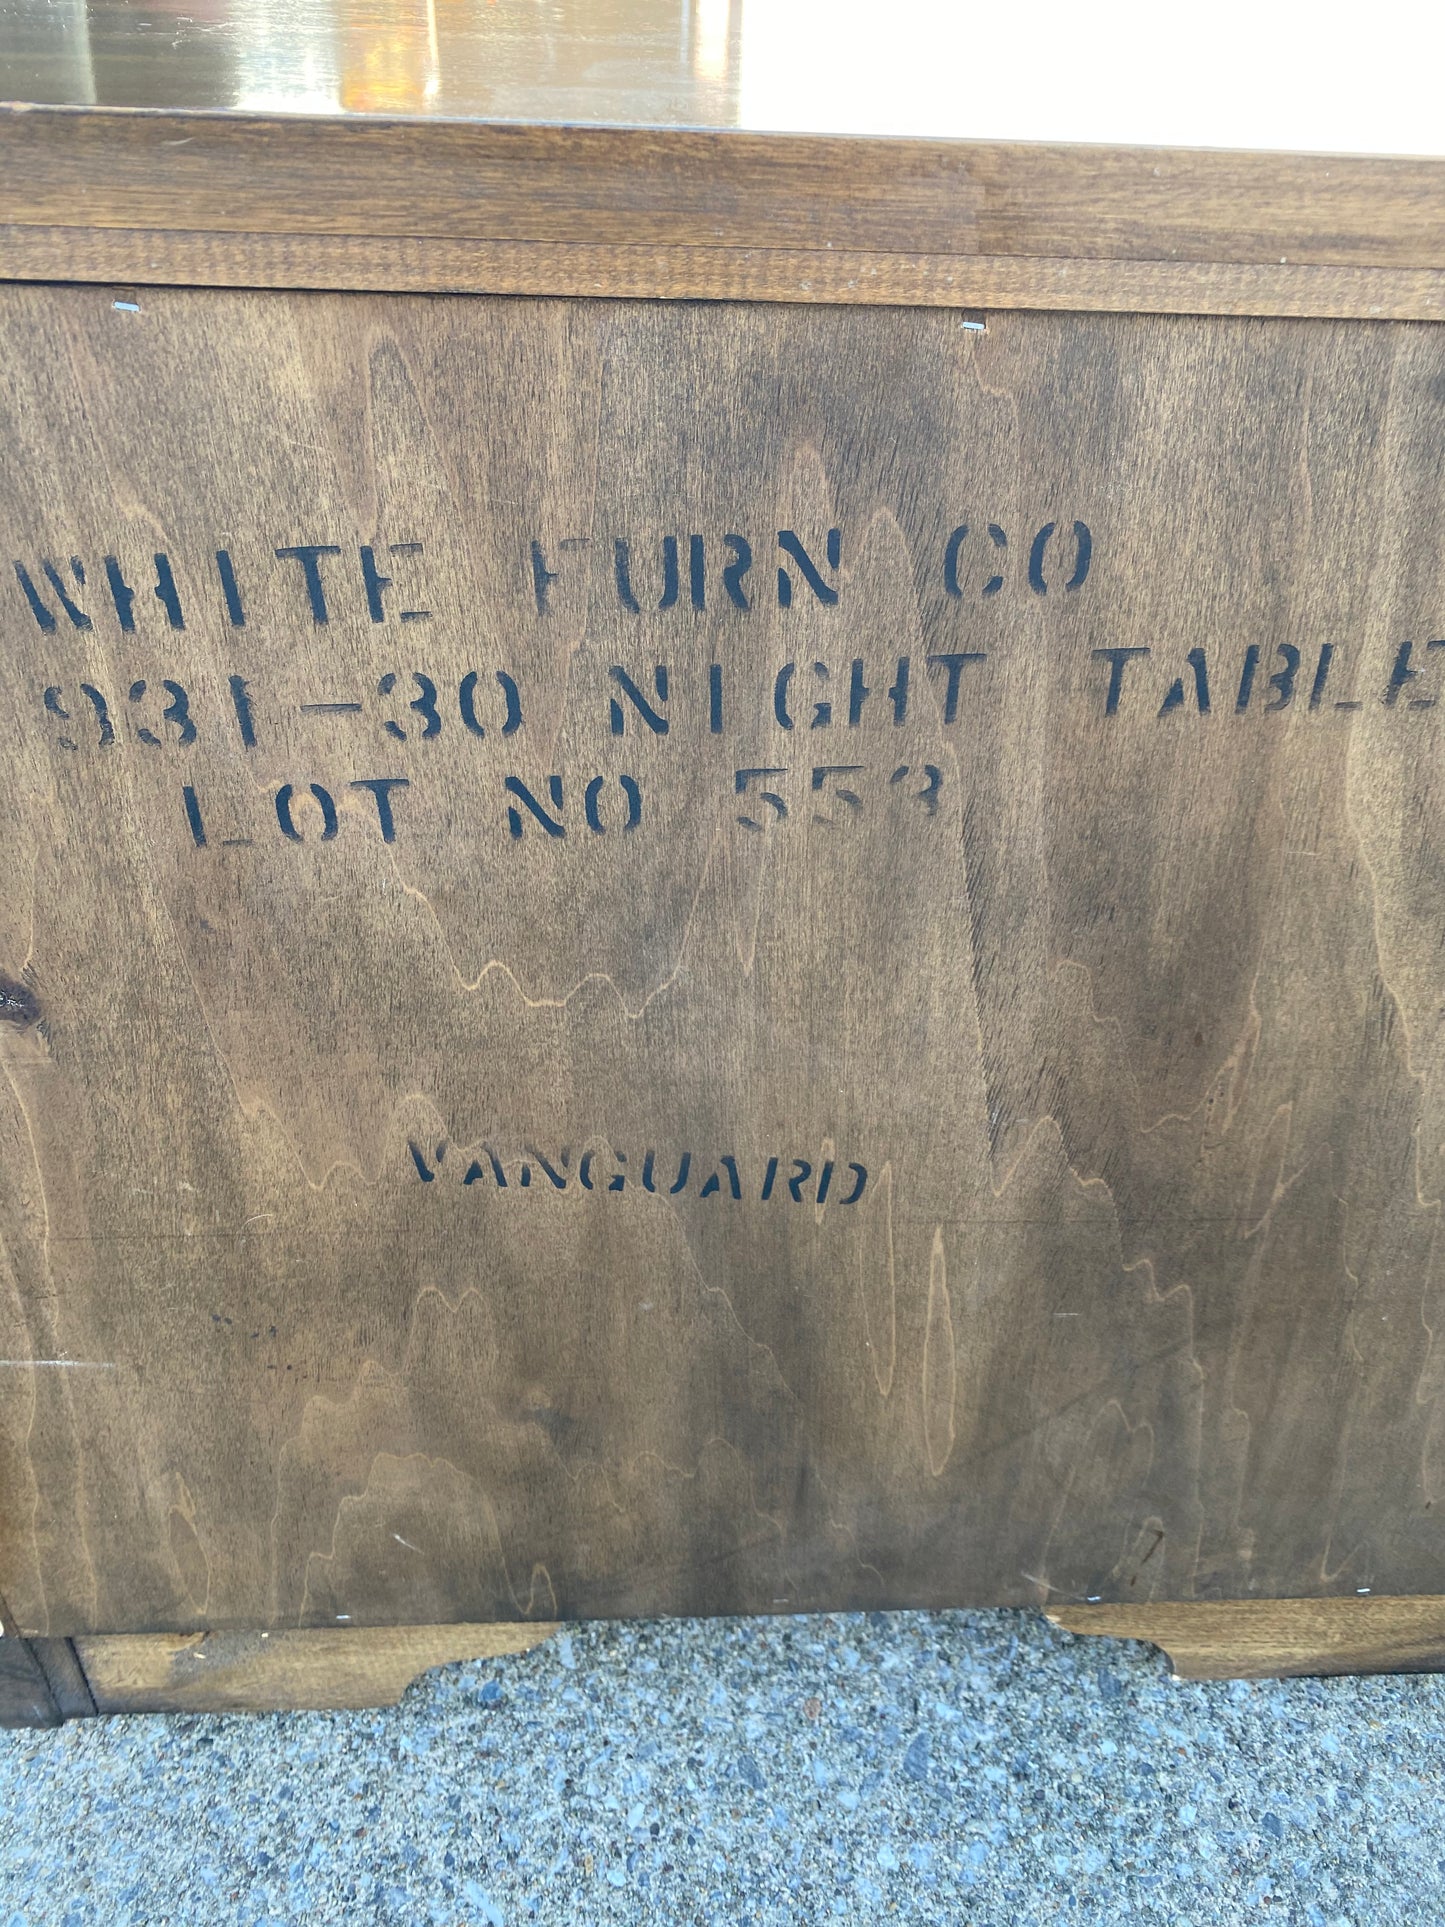 WHITE FURN CO
931-30 NIGHT TABLE
LOT NO 553
VANGUARD